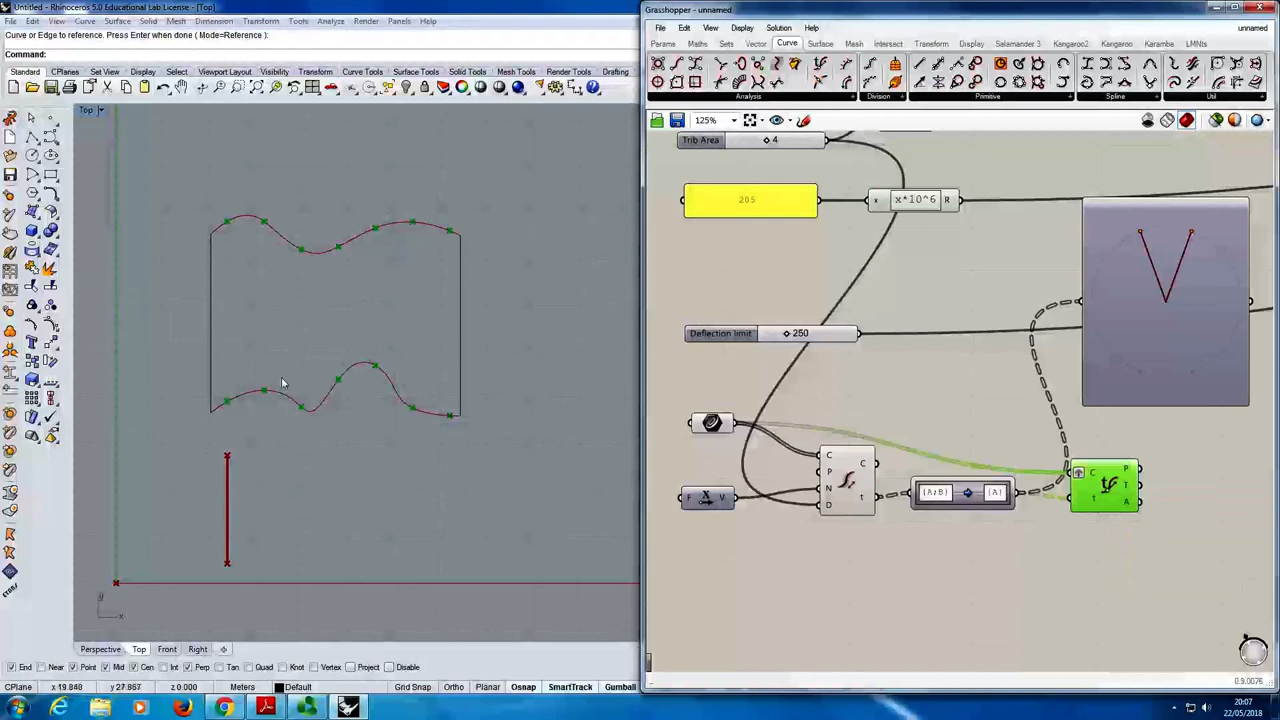 Untitled - Rhinoceros 5.0 Educational Lab License - [Top]
File Edit View Curve Surface Solid Mesh Dimension Transform Tools Analyze Render Panels Help
Curve or Edge to reference. Press Enter when done ( Mode=Reference ):
Command:
Standard CPlanes Set View Display Select Viewport Layout Visibility Transform Curve Tools Surface Tools Solid Tools Mesh Tools Render Tools Drafting
Top
y
x
Perspective Top Front Right
End Near Point Mid Cen Int Perp Tan Quad Knot Vertex Project Disable
CPlane x 19.848 y 27.867 z 0.000 Meters Default Grid Snap Ortho Planar Osnap SmartTrack Gumball
Grasshopper - unnamed
File Edit View Display Solution Help unnamed
Params Maths Sets Vector Curve Surface Mesh Intersect Transform Display Salamander 3 Kangaroo2 Kangaroo Karamba LMNts
Analysis Division Primitive Spline Util
125%
Trib Area 4
205 x x*10^6 R
Deflection limit 250
C P N D C t
F X V
{A;B} {A}
C t P T A
0.9.0076
20:07
22/05/2018